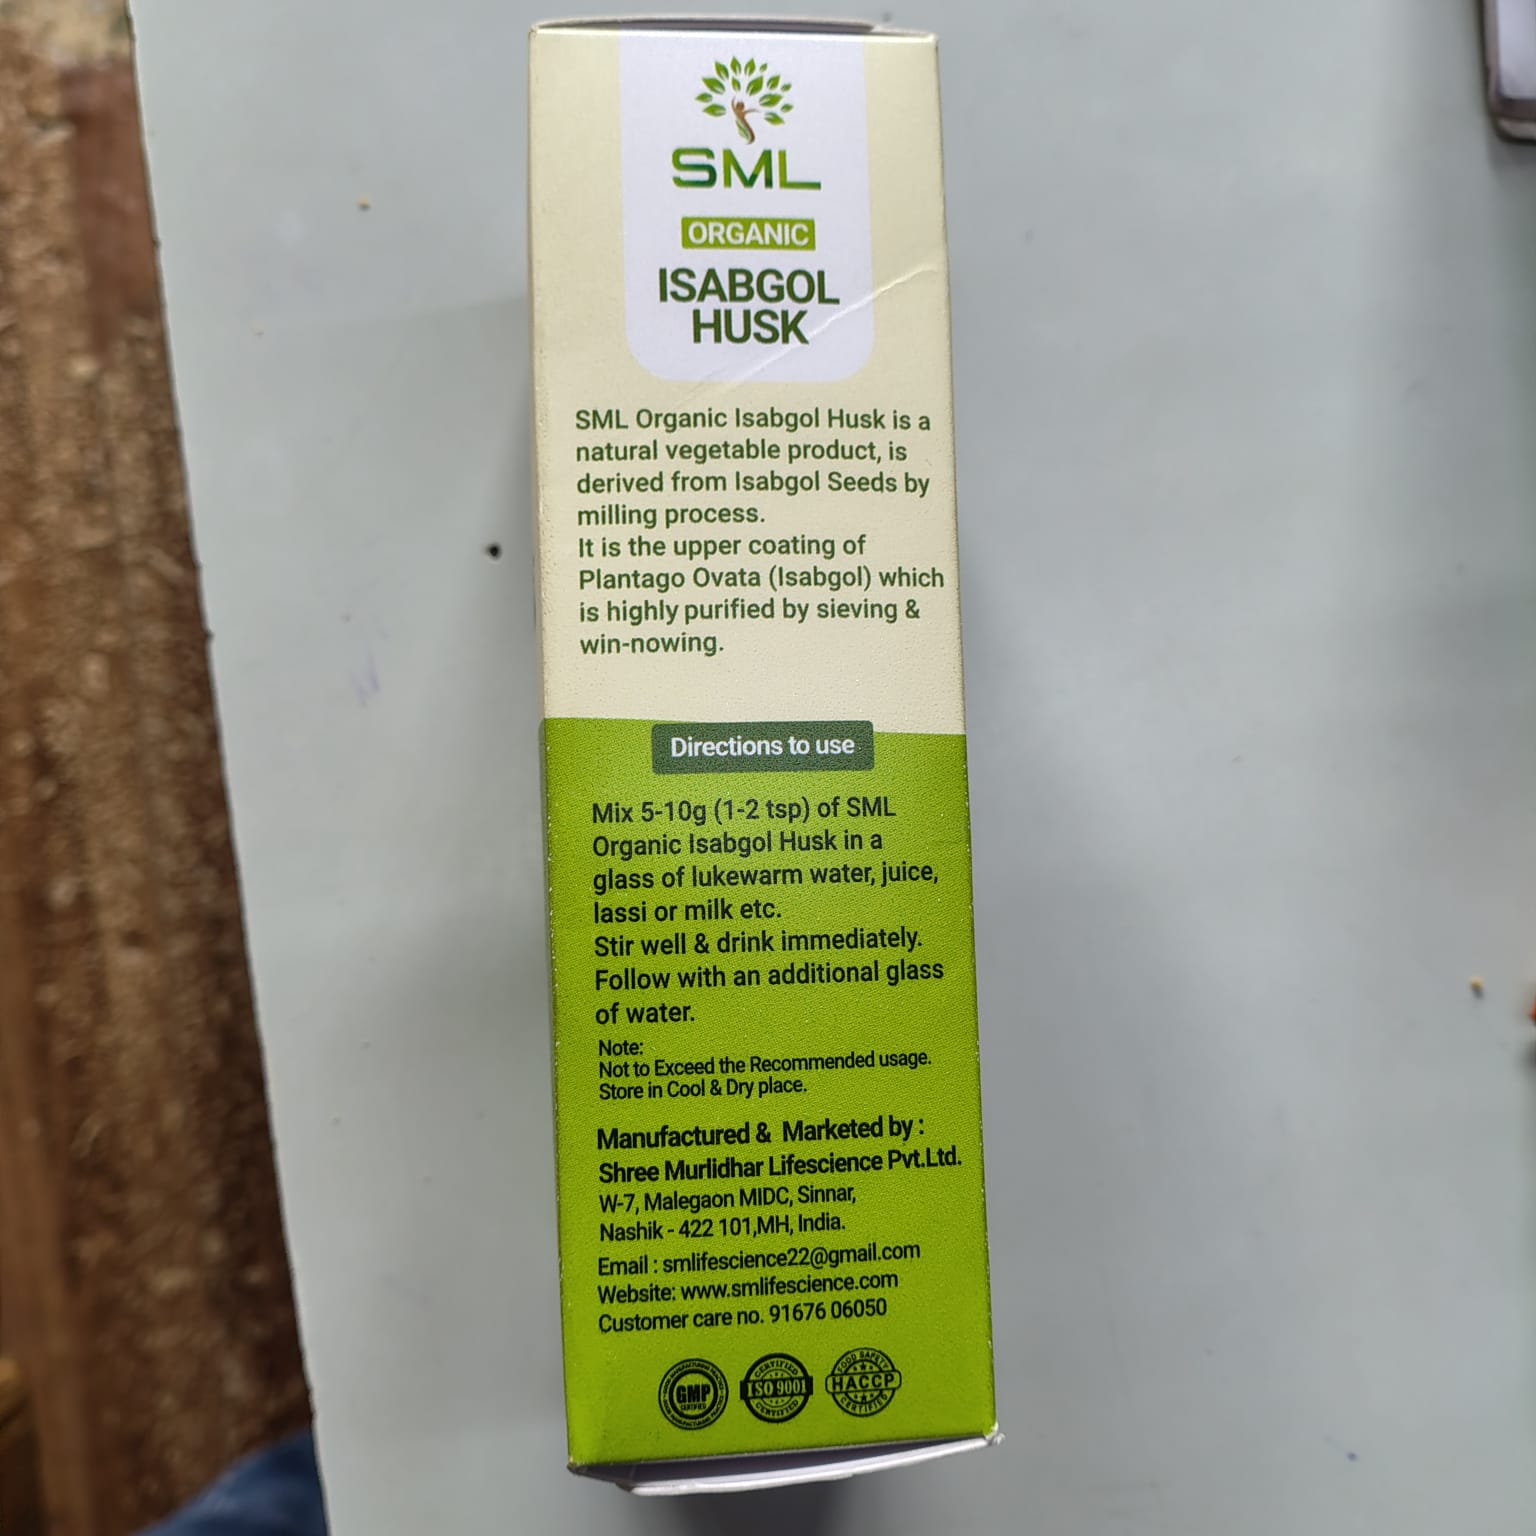 SML
ORGANIC
ISABGOL
HUSK
SML Organic Isabgol Husk is a
natural vegetable product, is
derived from Isabgol Seeds by
milling process.
It is the upper coating of
Plantago Ovata (Isabgol) which
is highly purified by sieving &
win-nowing.
Directions to use
Mix 5-10g (1-2 tsp) of SML
Organic Isabgol Husk in a
glass of lukewarm water, juice,
lassi or milk etc.
Stir well & drink immediately.
Follow with an additional glass
of water.
Note:
Not to Exceed the Recommended usage.
Store in Cool & Dry place.
Manufactured & Marketed by :
Shree Murlidhar Lifescience Pvt.Ltd.
W-7, Malegaon MIDC, Sinnar,
Nashik - 422 101,MH, India.
Email : smlifescience22@gmail.com
Website: www.smlifescience.com
Customer care no. 91676 06050
GMP
CERTIFIED
CERTIFIED
ISO 9001
CERTIFIED
FOOD SAFETY
HACCP
CERTIFIED